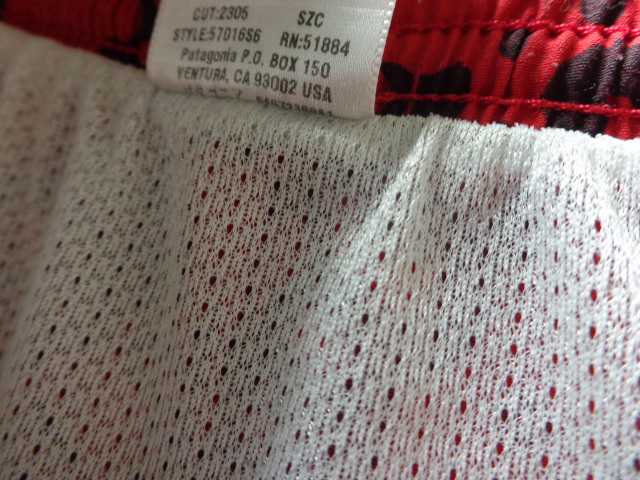 CUT:2305 SZC
STYLE:57016S6 RN:51884
Patagonia P.O. BOX 150
VENTURA, CA 93002 USA